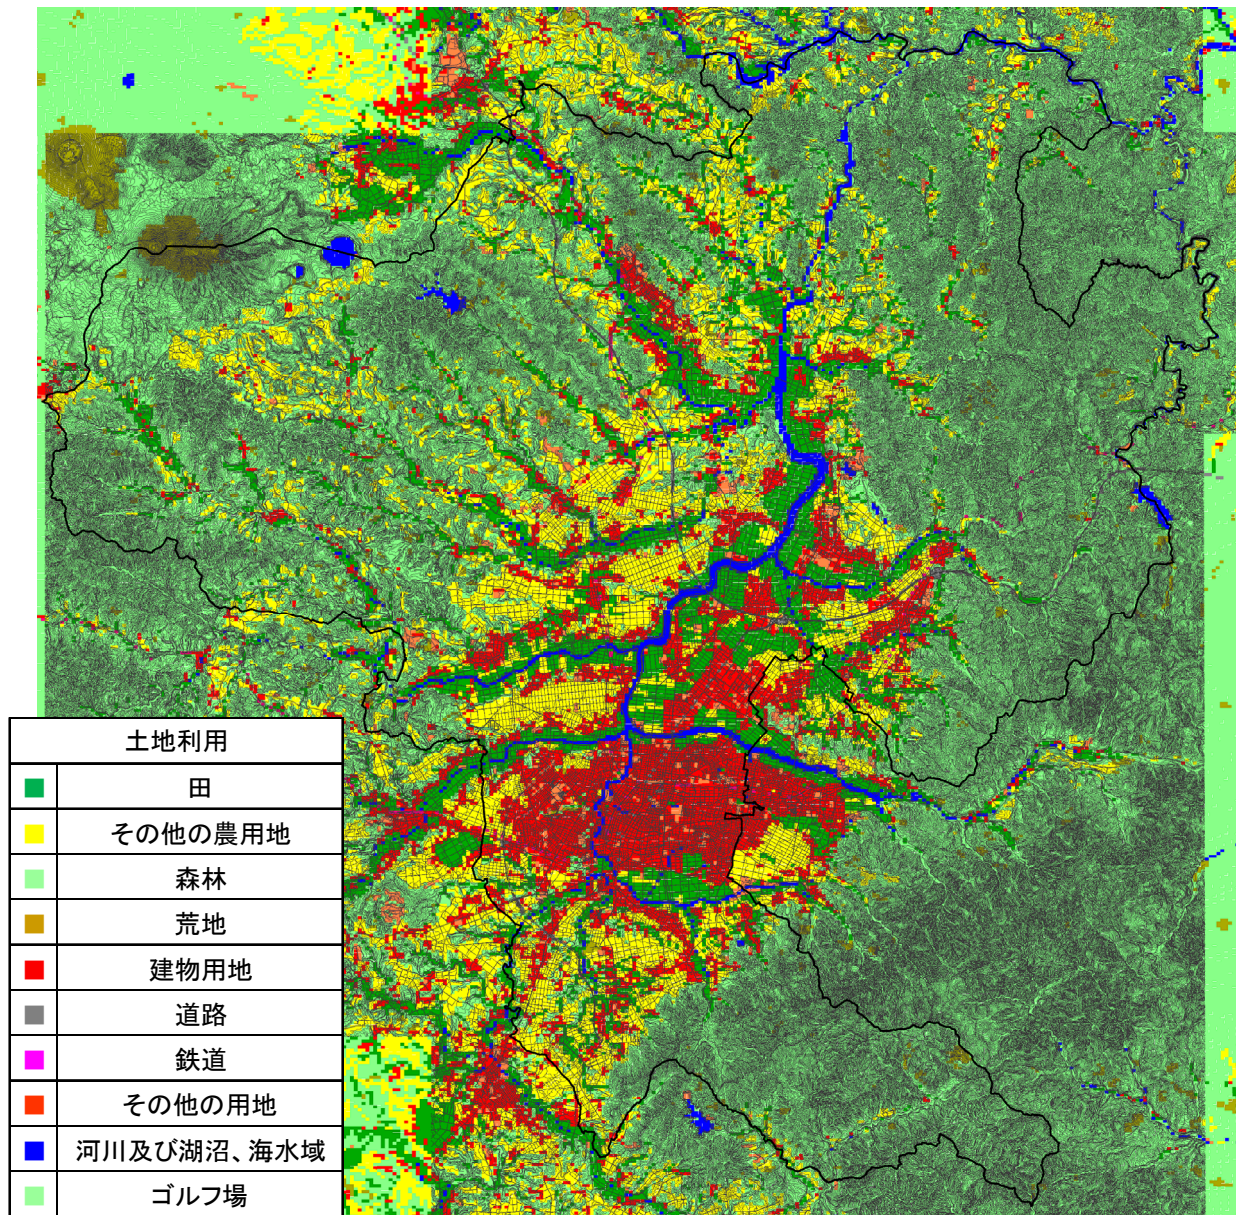 土地利用
田
その他の農用地
森林
荒地
建物用地
道路
鉄道
その他の用地
河川及び湖沼、海水域
ゴルフ場